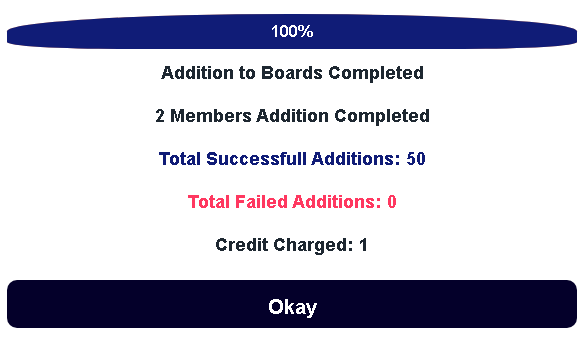 100%
Addition to Boards Completed
2 Members Addition Completed
Total Successfull Additions: 50
Total Failed Additions: 0
Credit Charged: 1
Okay